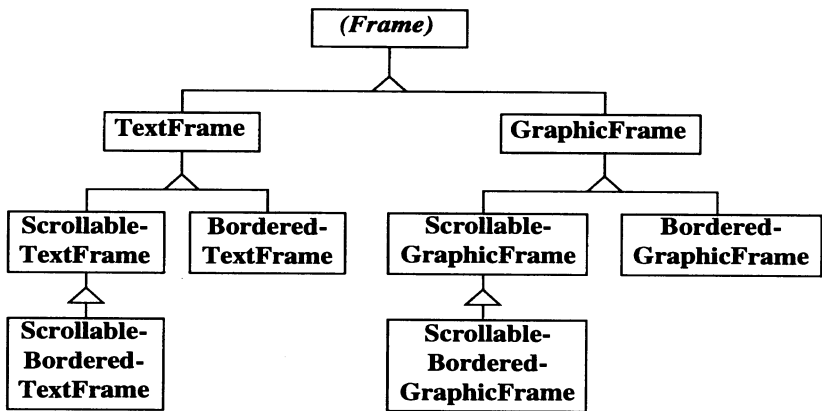 (Frame)
TextFrame
GraphicFrame
Scrollable-
TextFrame
Bordered-
TextFrame
Scrollable-
GraphicFrame
Bordered-
GraphicFrame
Scrollable-
Bordered-
TextFrame
Scrollable-
Bordered-
GraphicFrame